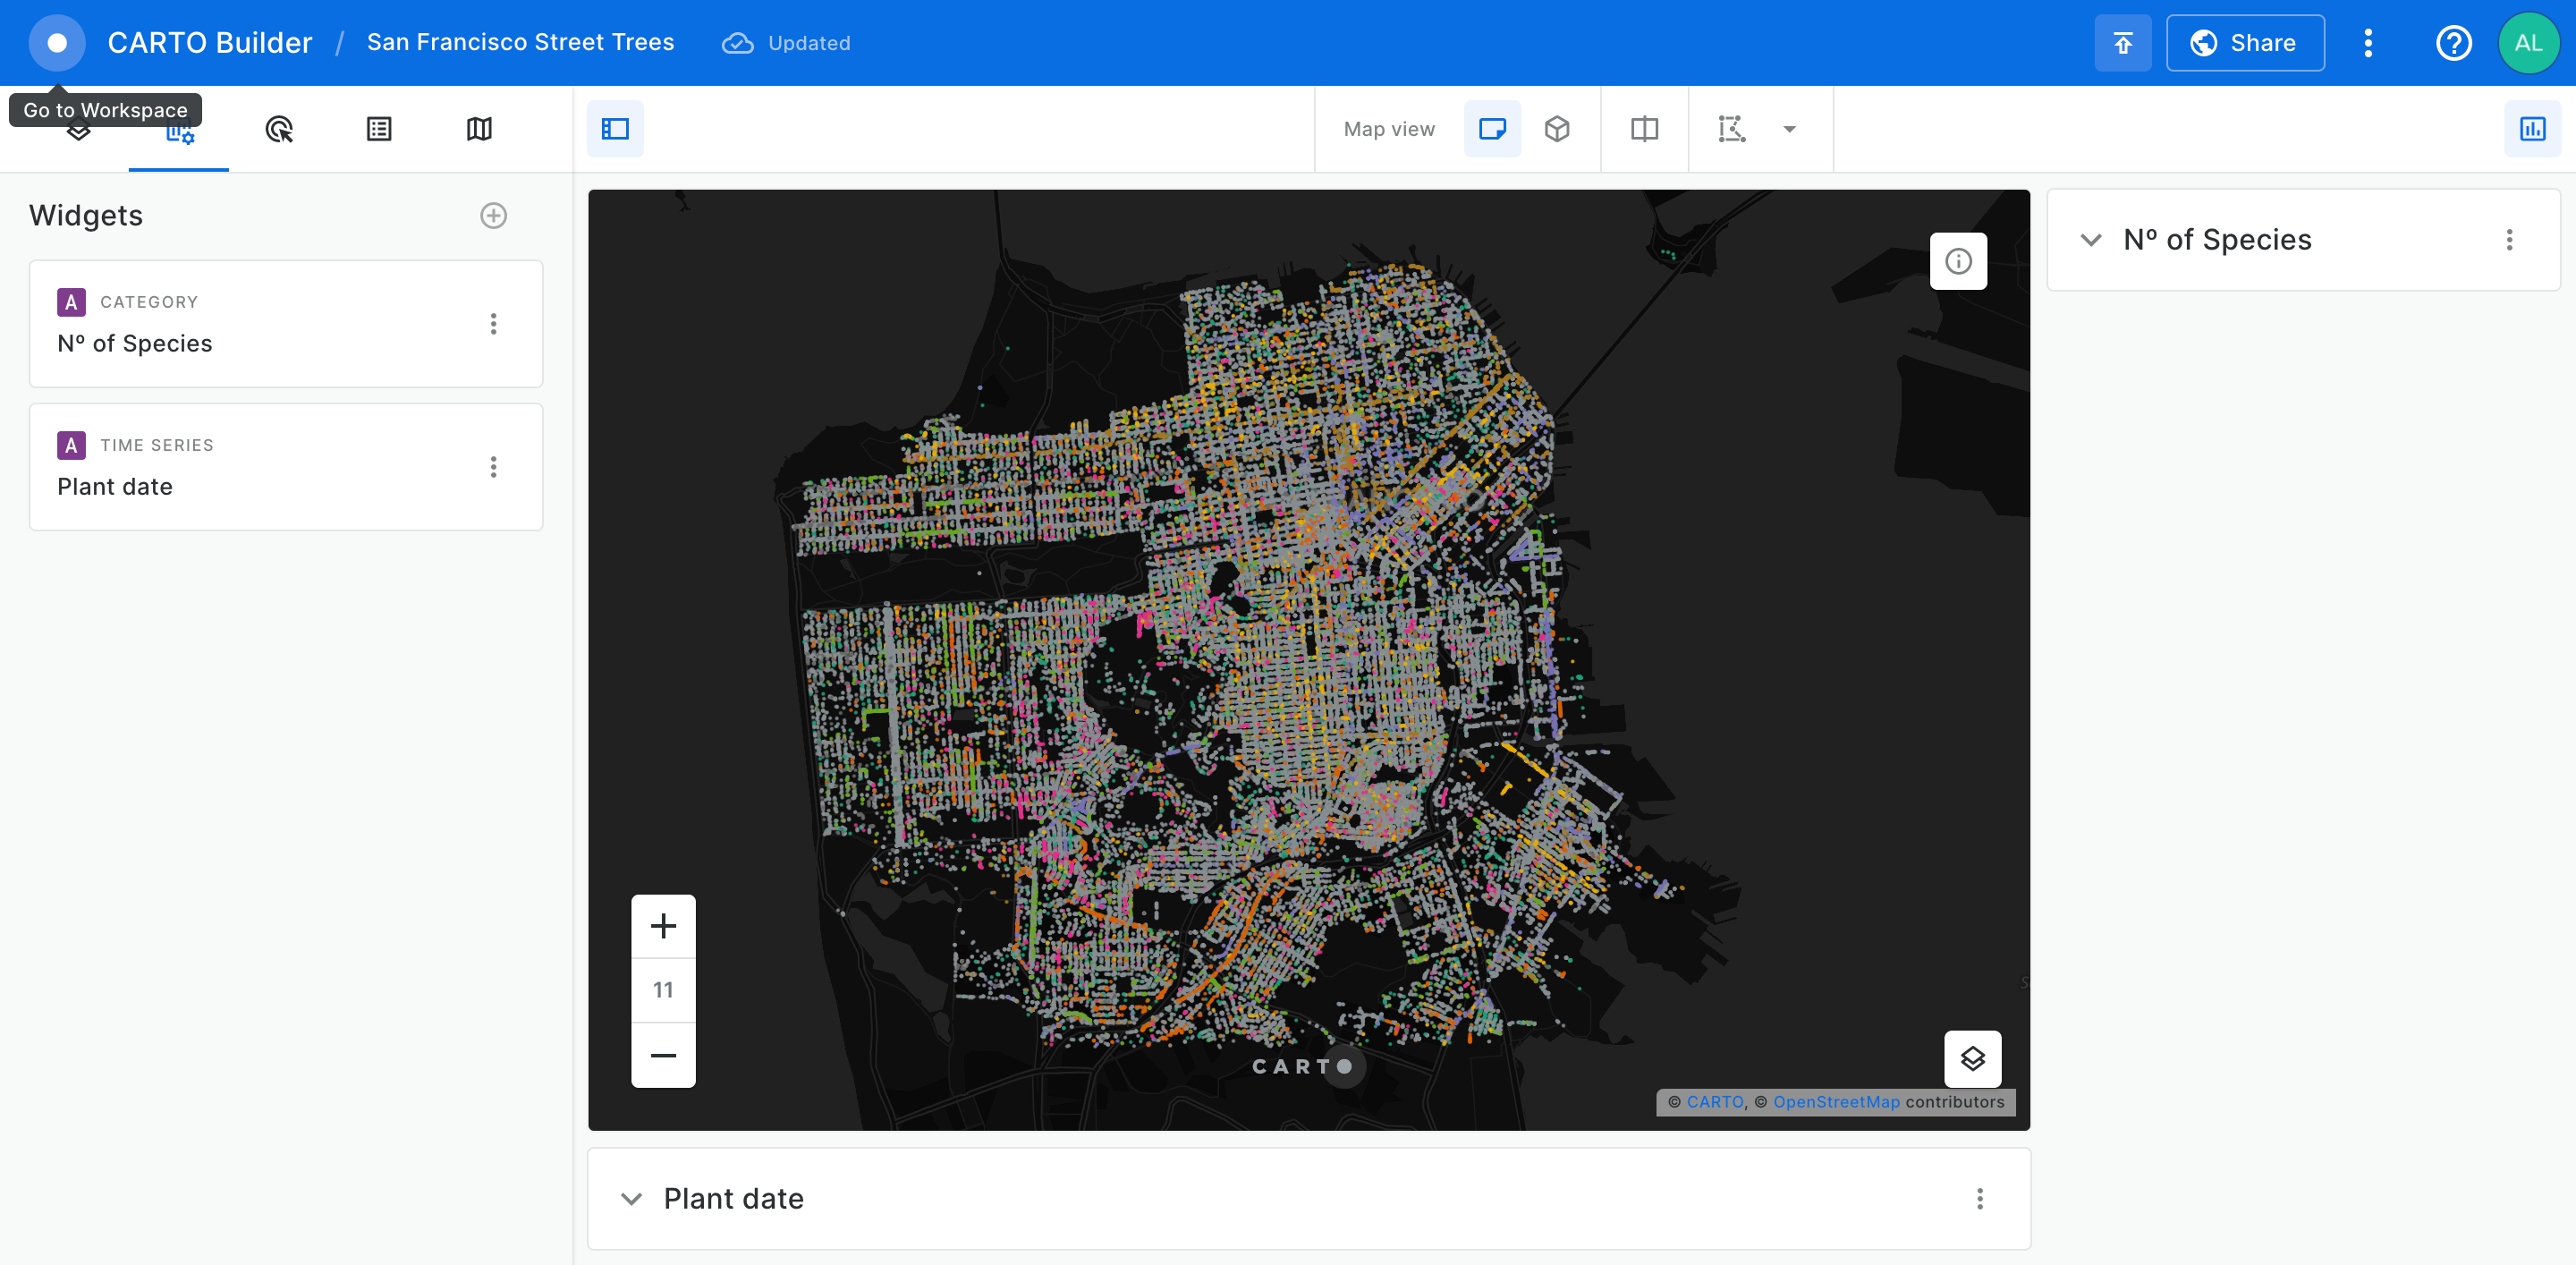 CARTO Builder / San Francisco Street Trees Updated Share AL
Go to Workspace
Map view
Widgets
A CATEGORY
Nº of Species
A TIME SERIES
Plant date
Nº of Species
11
CARTO
© CARTO, © OpenStreetMap contributors
Plant date